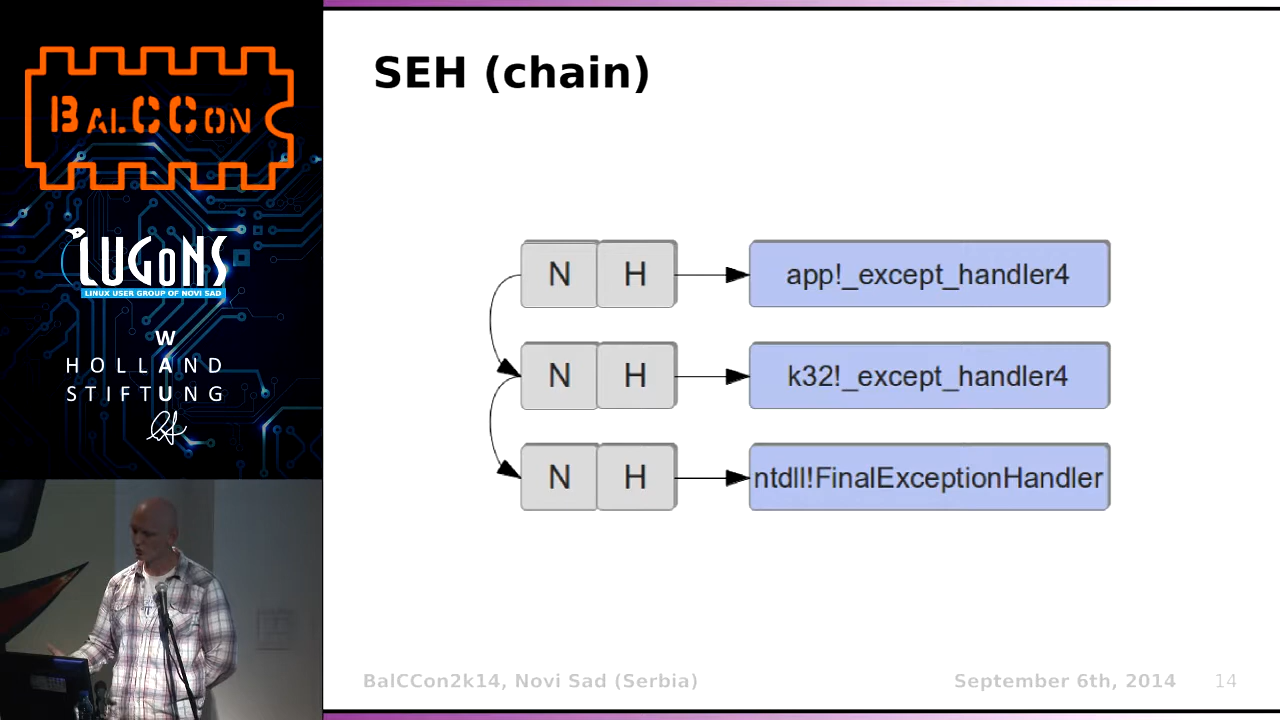 BALCCON
LUGONS
LINUX USER GROUP OF NOVI SAD
W
HOLLAND
STIFTUNG
SEH (chain)
N H app!_except_handler4
N H k32!_except_handler4
N H ntdll!FinalExceptionHandler
BalCCon2k14, Novi Sad (Serbia) September 6th, 2014 14